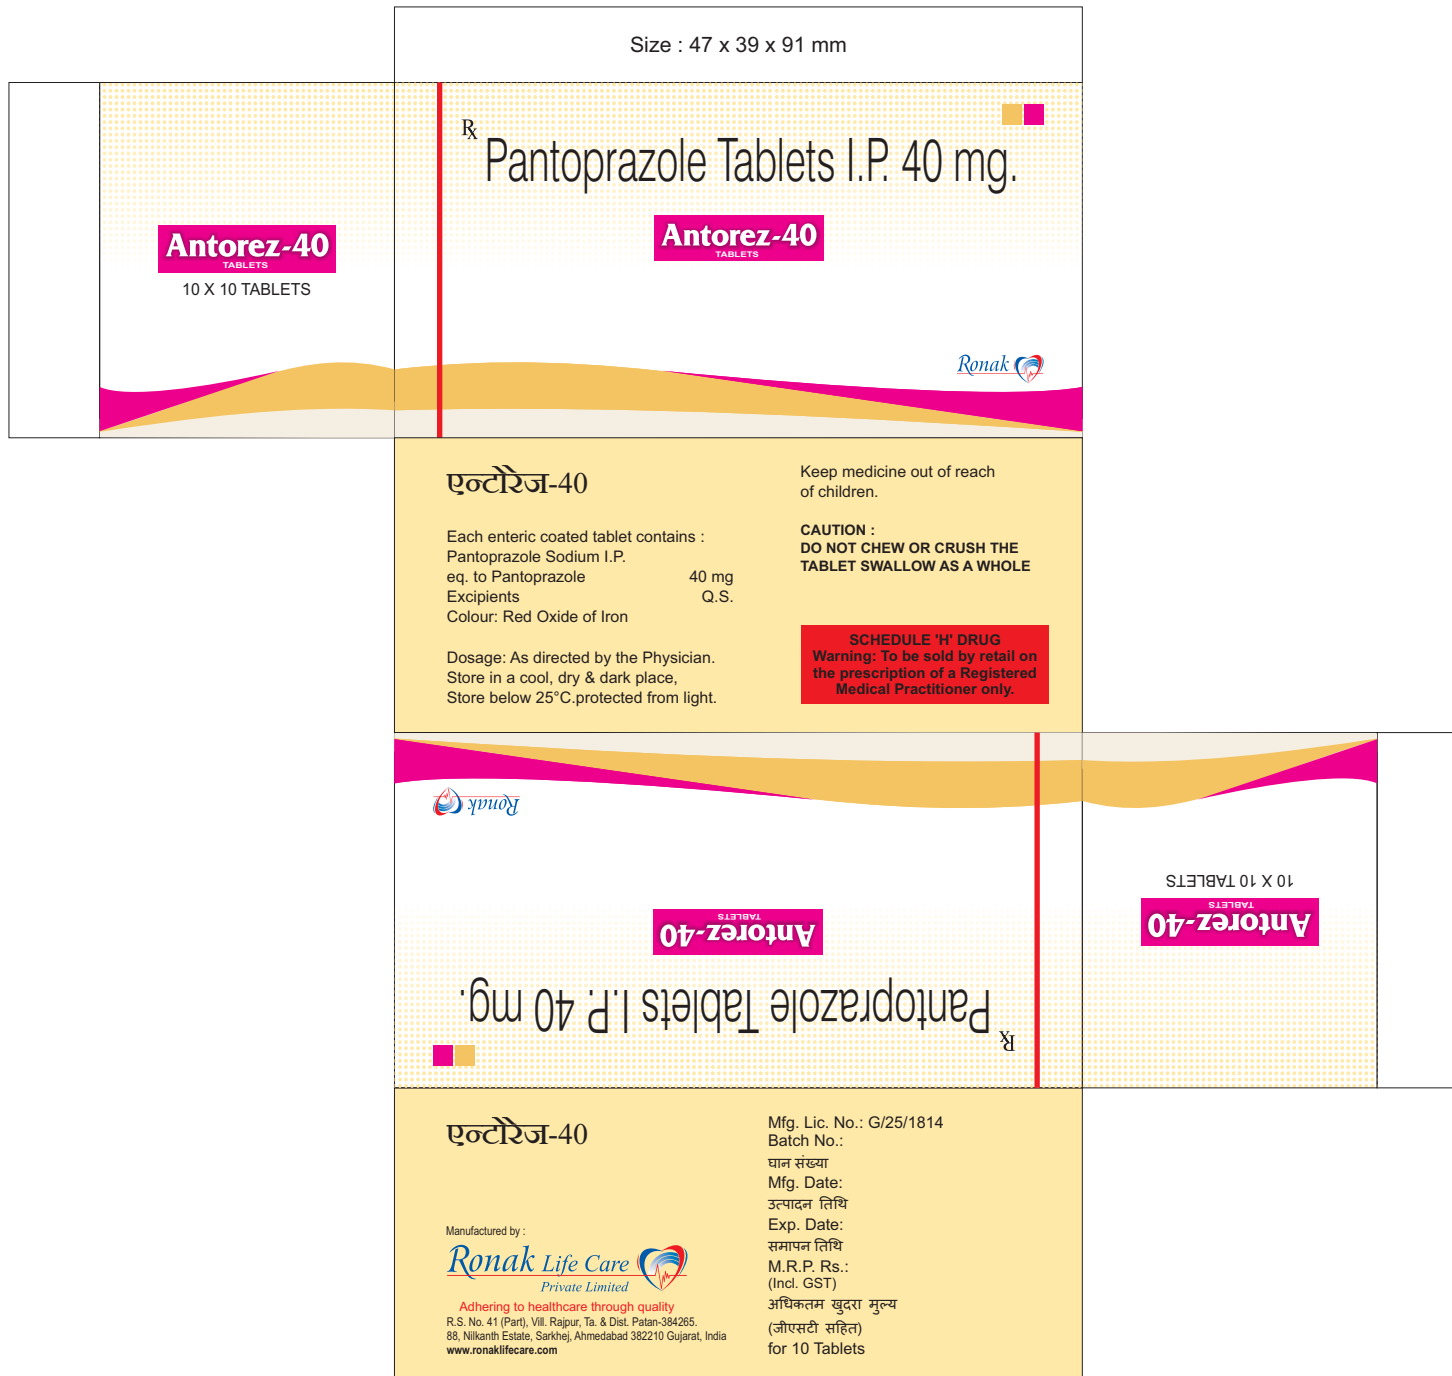 Size : 47 x 39 x 91 mm
Rx
Pantoprazole Tablets I.P. 40 mg.
Antorez-40
TABLETS
10 X 10 TABLETS
Antorez-40
TABLETS
Ronak
एन्टोरेज-40
Each enteric coated tablet contains :
Pantoprazole Sodium I.P.
eq. to Pantoprazole 40 mg
Excipients Q.S.
Colour: Red Oxide of Iron
Dosage: As directed by the Physician.
Store in a cool, dry & dark place,
Store below 25°C.protected from light.
Keep medicine out of reach
of children.
CAUTION :
DO NOT CHEW OR CRUSH THE
TABLET SWALLOW AS A WHOLE
SCHEDULE 'H' DRUG
Warning: To be sold by retail on
the prescription of a Registered
Medical Practitioner only.
Ronak
10 X 10 TABLETS
Antorez-40
TABLETS
Antorez-40
TABLETS
Rx
Pantoprazole Tablets I.P. 40 mg.
एन्टोरेज-40
Manufactured by :
Ronak Life Care
Private Limited
Adhering to healthcare through quality
R.S. No. 41 (Part), Vill. Rajpur, Ta. & Dist. Patan-384265.
88, Nilkanth Estate, Sarkhej, Ahmedabad 382210 Gujarat, India
www.ronaklifecare.com
Mfg. Lic. No.: G/25/1814
Batch No.:
घान संख्या
Mfg. Date:
उत्पादन तिथि
Exp. Date:
समापन तिथि
M.R.P. Rs.:
(Incl. GST)
अधिकतम खुदरा मुल्य
(जीएसटी सहित)
for 10 Tablets